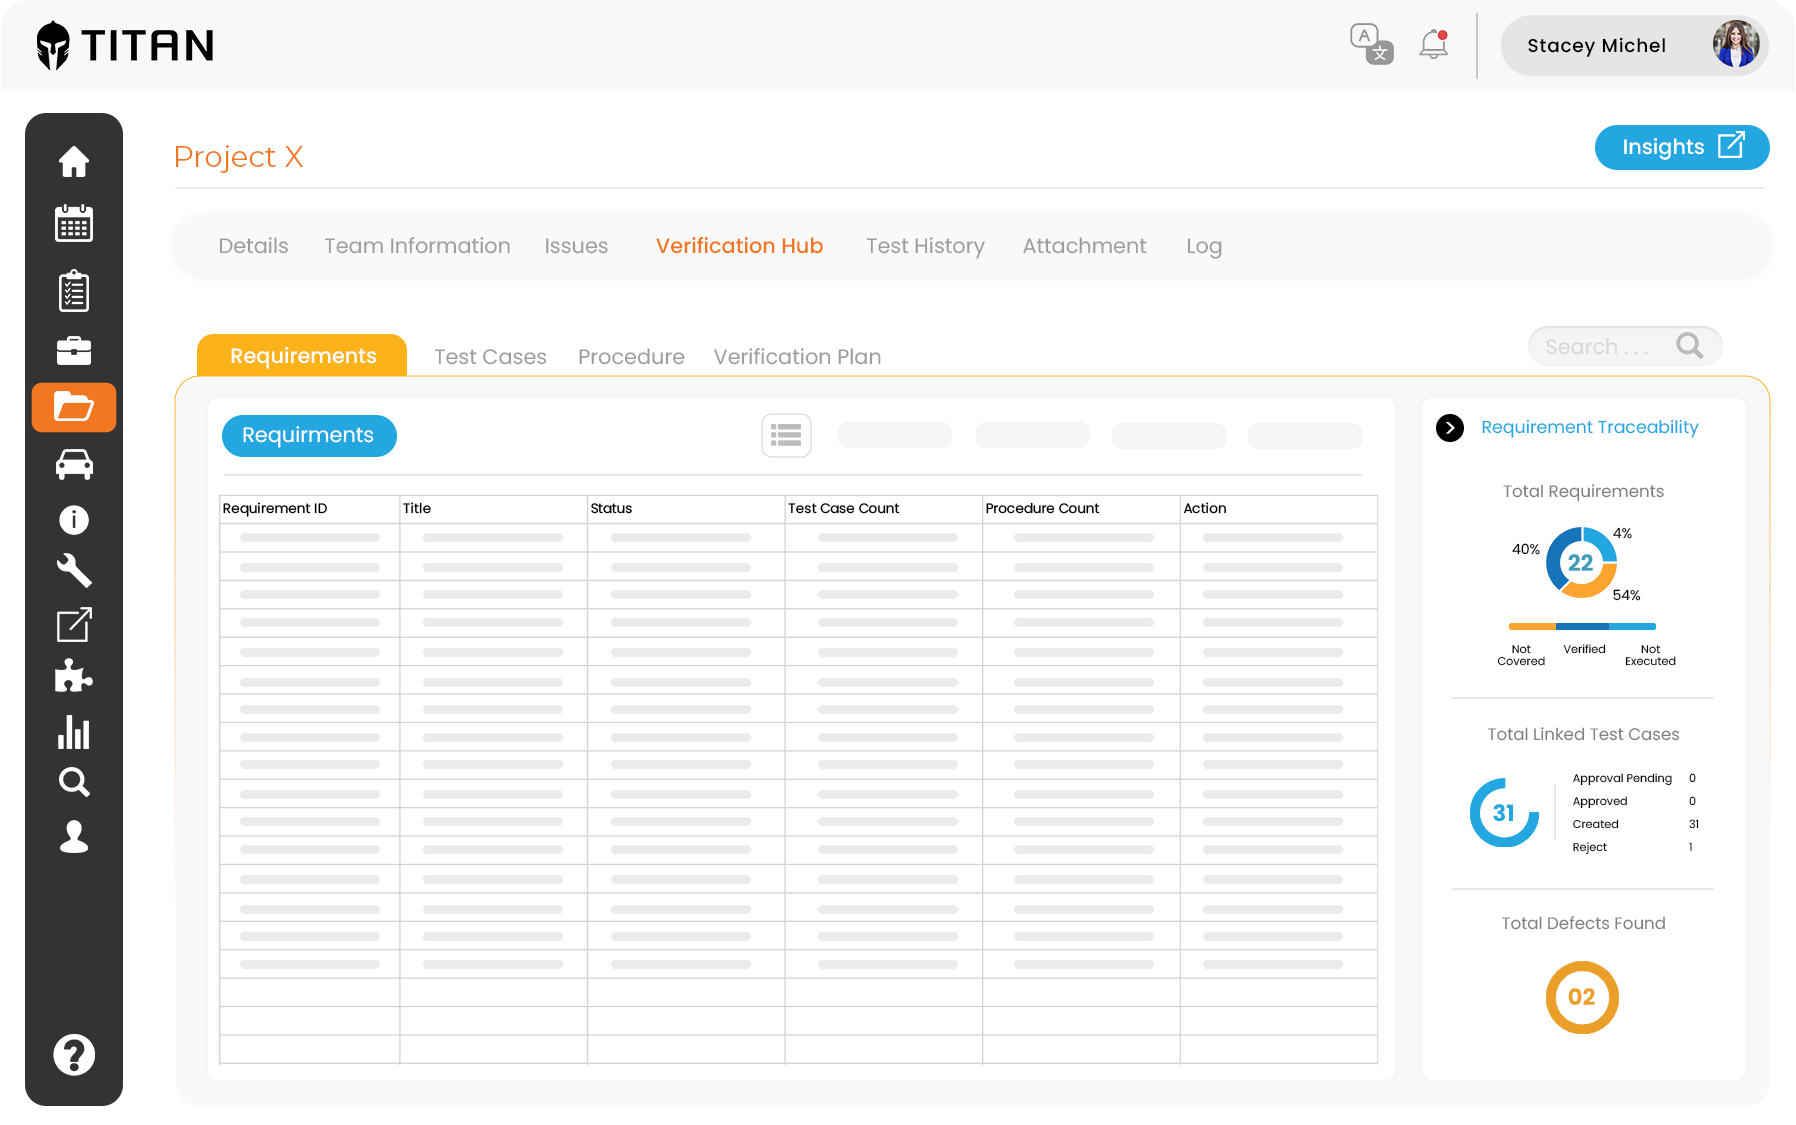 TITAN
A 文
Stacey Michel
Project X
Insights
Details Team Information Issues Verification Hub Test History Attachment Log
Requirements Test Cases Procedure Verification Plan
Search . . .
Requirments
Requirement ID Title Status Test Case Count Procedure Count Action
Requirement Traceability
Total Requirements
4%
40%
22
54%
Not Covered
Verified
Not Executed
Total Linked Test Cases
31
Approval Pending 0
Approved 0
Created 31
Reject 1
Total Defects Found
02